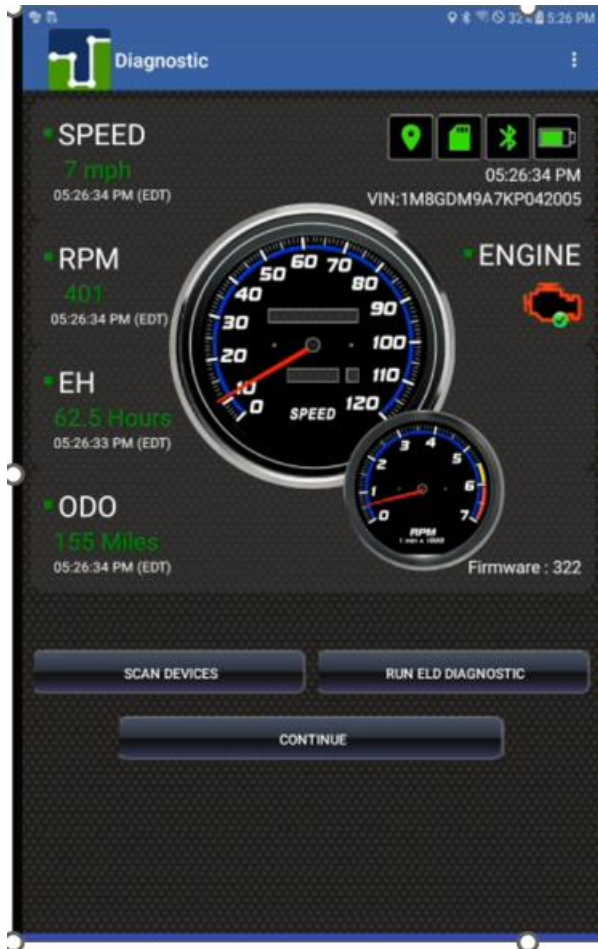 32% 5:26 PM
Diagnostic
SPEED
7 mph
05:26:34 PM (EDT)
05:26:34 PM
VIN:1M8GDM9A7KP042005
RPM
401
05:26:34 PM (EDT)
ENGINE
EH
62.5 Hours
05:26:33 PM (EDT)
ODO
155 Miles
05:26:34 PM (EDT)
0 10 20 30 40 50 60 70 80 90 100 110 120
SPEED
0 1 2 3 4 5 6 7
RPM
Firmware : 322
SCAN DEVICES
RUN ELD DIAGNOSTIC
CONTINUE